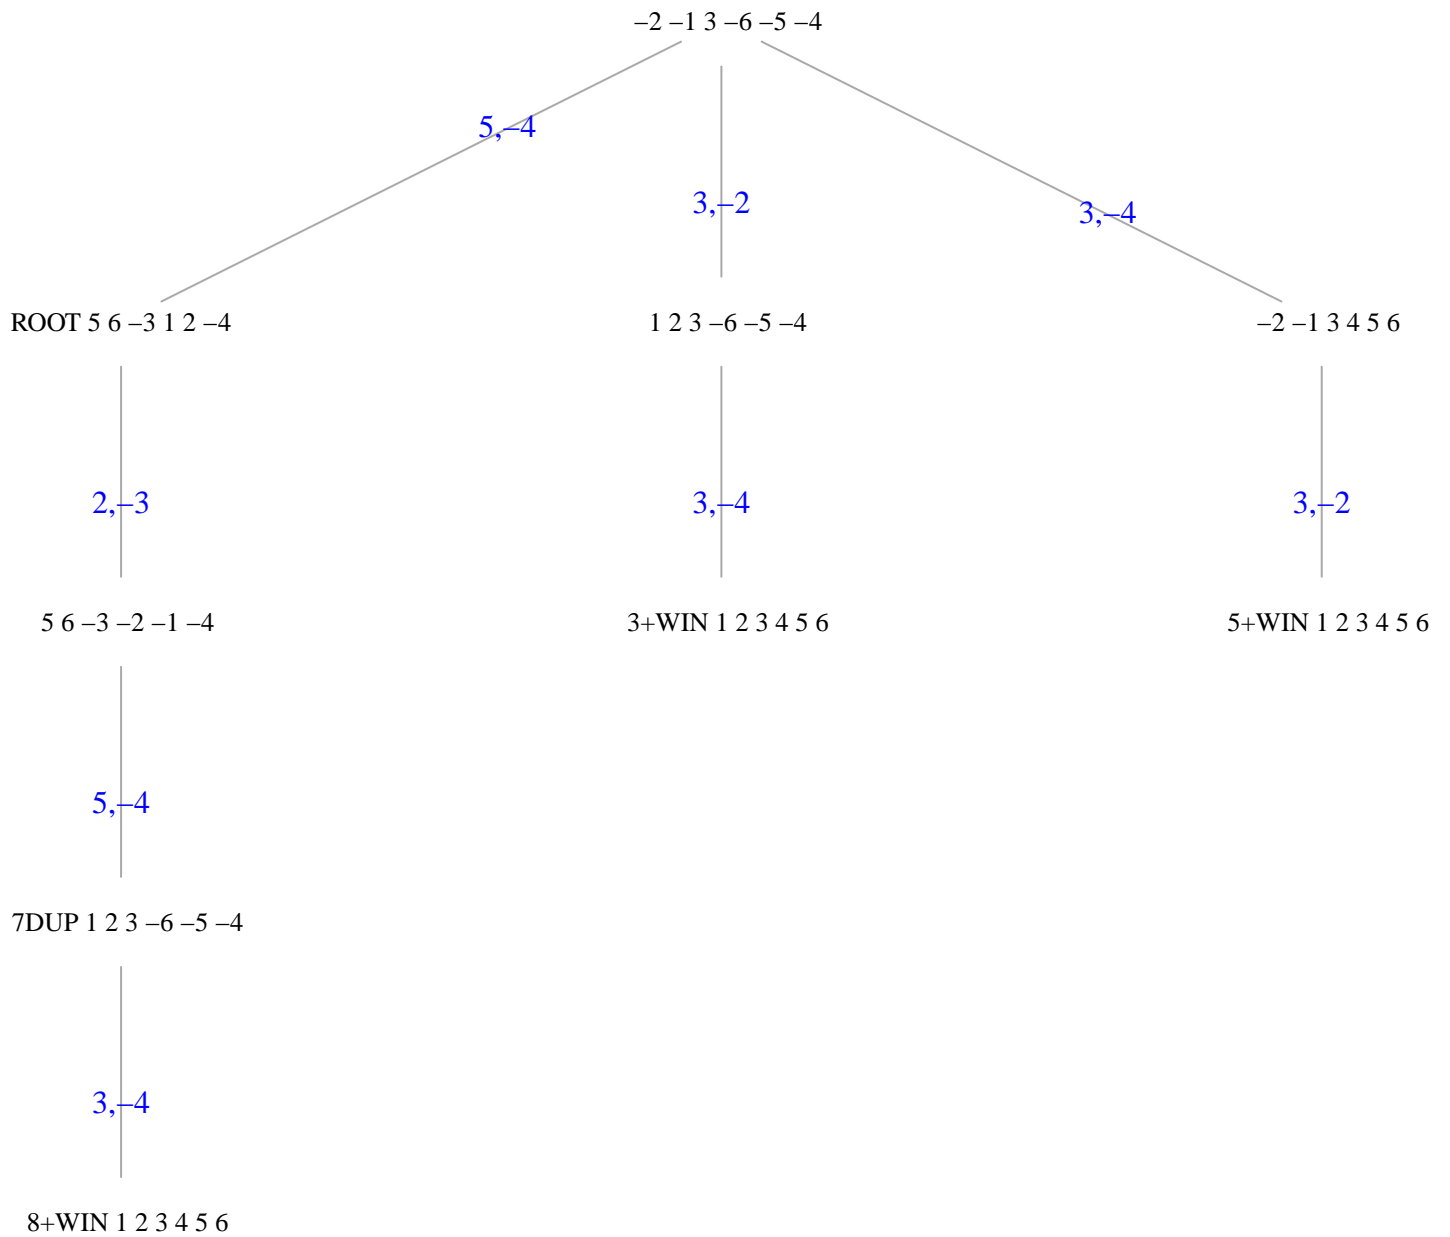 –2 –1 3 –6 –5 –4
5,–4
3,–2
3,–4
ROOT 5 6 –3 1 2 –4
1 2 3 –6 –5 –4
–2 –1 3 4 5 6
2,–3
3,–4
3,–2
5 6 –3 –2 –1 –4
3+WIN 1 2 3 4 5 6
5+WIN 1 2 3 4 5 6
5,–4
7DUP 1 2 3 –6 –5 –4
3,–4
8+WIN 1 2 3 4 5 6